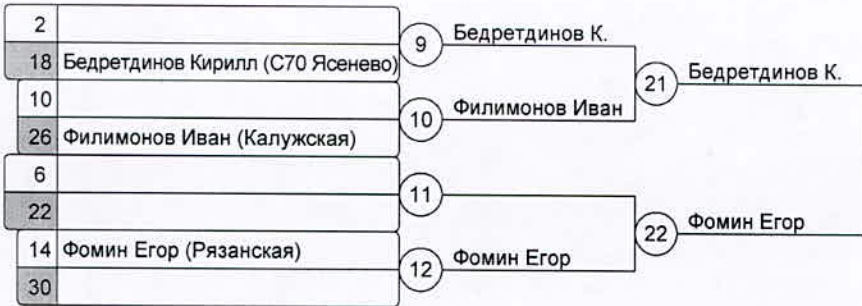 2
18 Бедретдинов Кирилл (С70 Ясенево)
9 Бедретдинов К.
10
26 Филимонов Иван (Калужская)
10 Филимонов Иван
21 Бедретдинов К.
6
22
11
14 Фомин Егор (Рязанская)
30
12 Фомин Егор
22 Фомин Егор